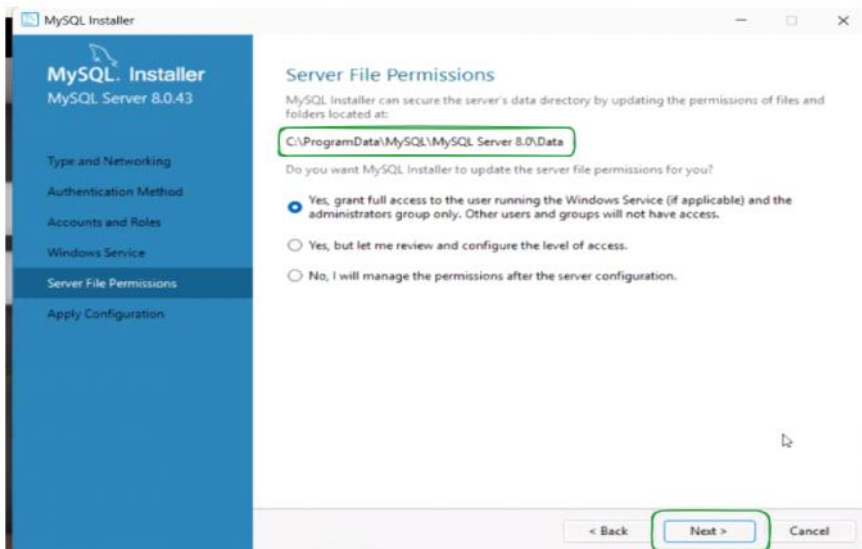 MySQL Installer
MySQL. Installer
MySQL Server 8.0.43
Type and Networking
Authentication Method
Accounts and Roles
Windows Service
Server File Permissions
Apply Configuration
Server File Permissions
MySQL Installer can secure the server's data directory by updating the permissions of files and
folders located at:
C:\ProgramData\MySQL\MySQL Server 8.0\Data
Do you want MySQL Installer to update the server file permissions for you?
Yes, grant full access to the user running the Windows Service (if applicable) and the
administrators group only. Other users and groups will not have access.
Yes, but let me review and configure the level of access.
No, I will manage the permissions after the server configuration.
< Back
Next >
Cancel